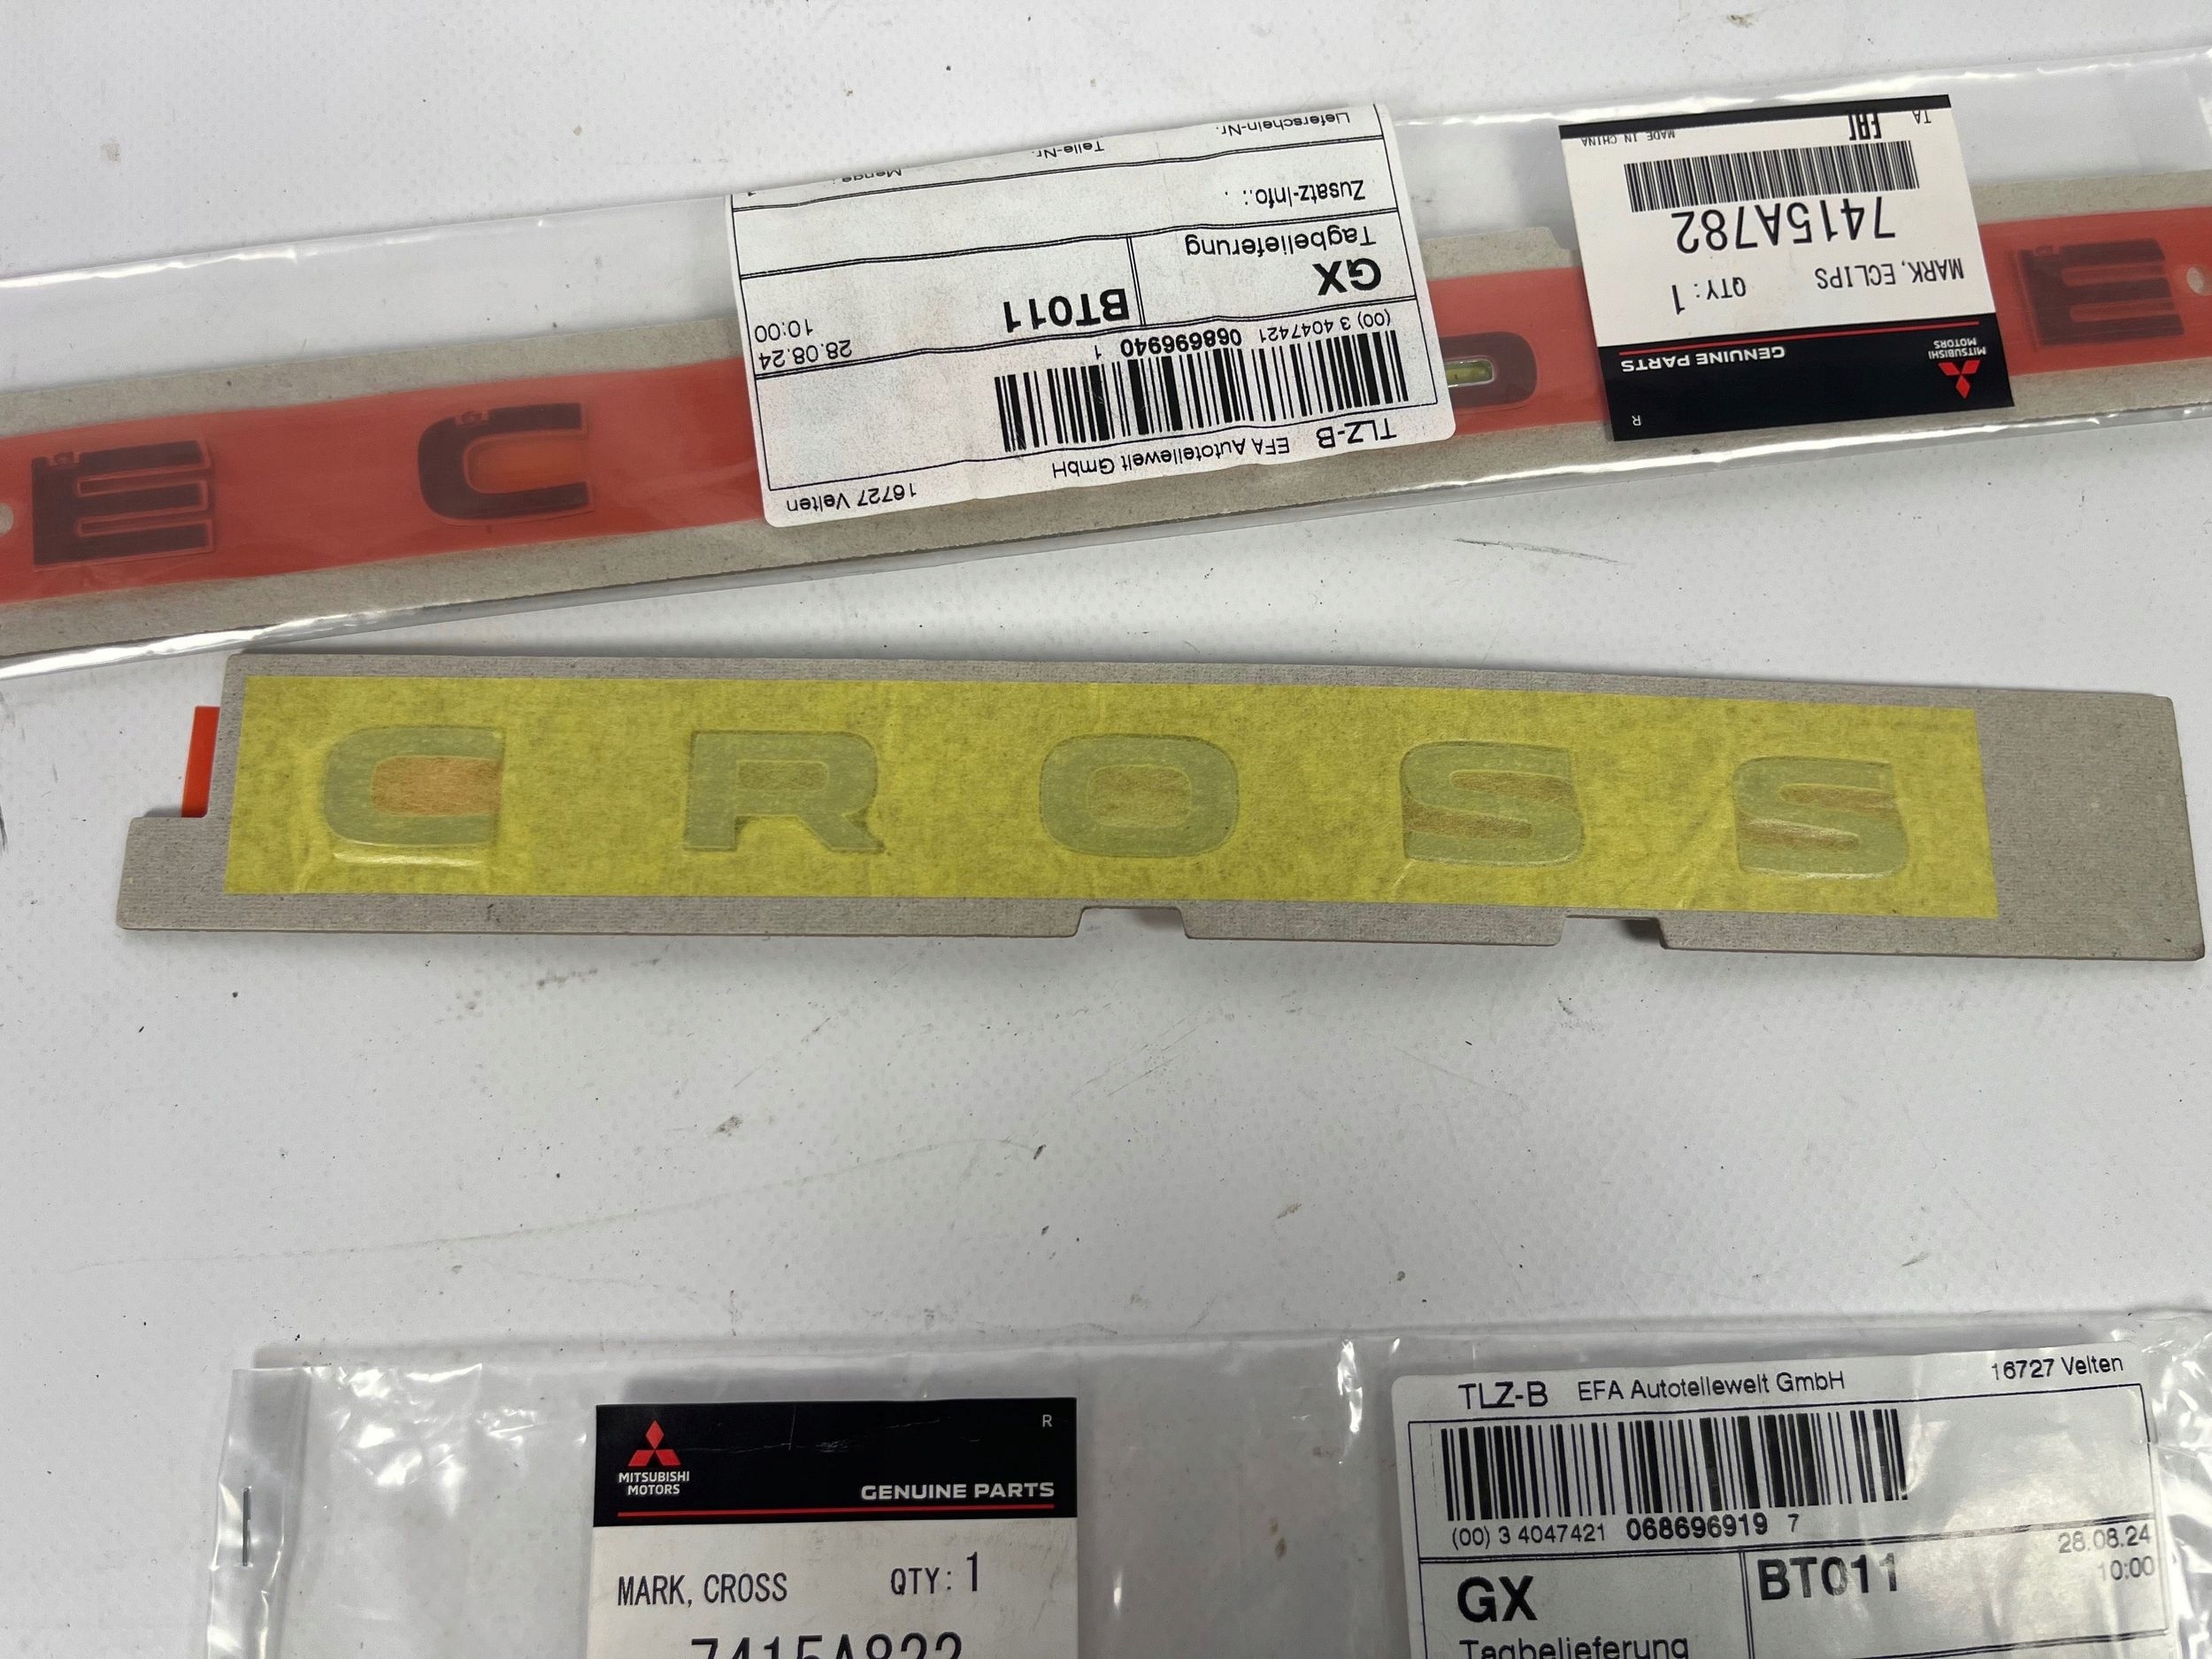 E C E
Lieferschein-Nr.
Teile-Nr.
Menge:
Zusatz-Info.: .
GX
Tagbelieferung
BT011
28.08.24
10:00
(00) 3 4047421 068696940 1
TLZ-B EFA Autoteilewelt GmbH 16727 Velten
R
MITSUBISHI
MOTORS
GENUINE PARTS
MARK, ECLIPS QTY: 1
7415A782
MADE IN CHINA
EAC
TA
CROSS
R
MITSUBISHI
MOTORS
GENUINE PARTS
MARK, CROSS QTY: 1
TLZ-B EFA Autoteilewelt GmbH 16727 Velten
(00) 3 4047421 068696919 7
28.08.24
10:00
GX
BT011
Tagbelieferung